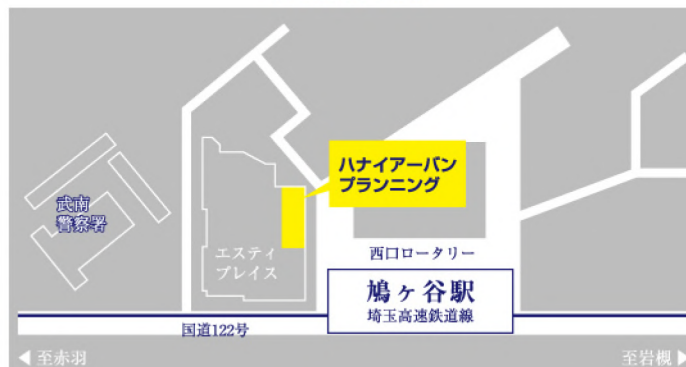 ハナイアーバン
プランニング
武南
警察署
エスティ
プレイス
西口ロータリー
鳩ヶ谷駅
埼玉高速鉄道線
国道122号
◀至赤羽
至岩槻▶